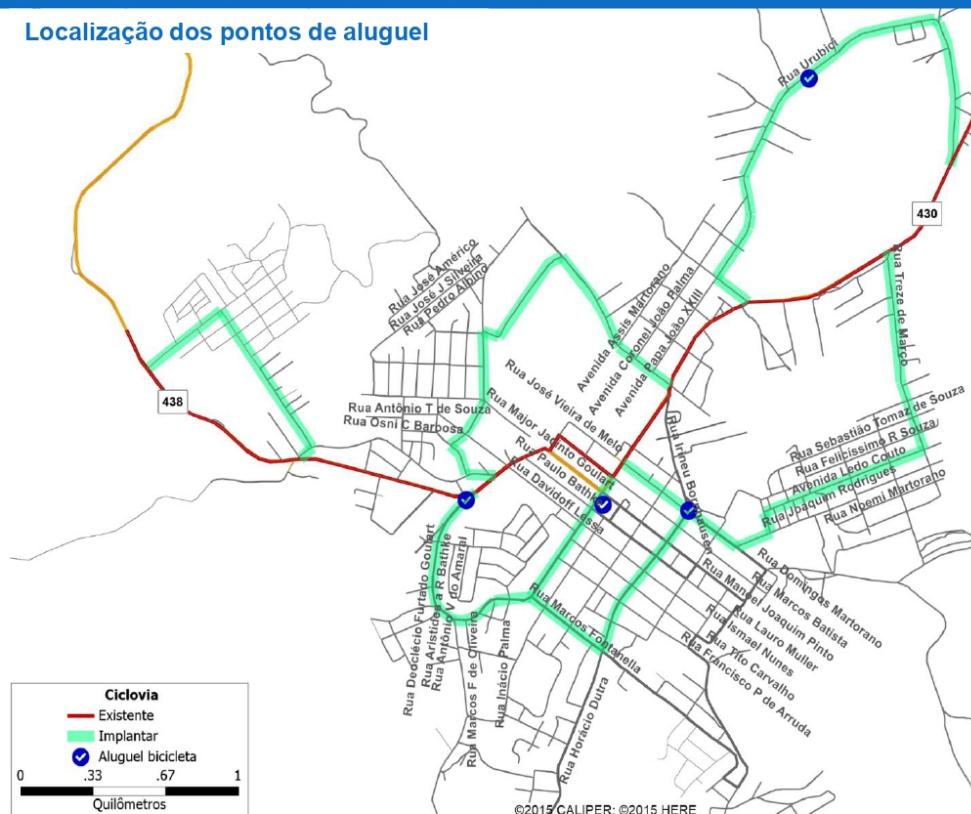 Localização dos pontos de aluguel
Rua Urubici
430
Rua José Américo
Rua José J Silveira
Rua Pedro Albino
Avenida Assis Martorano
Avenida Coronel João Palma
Avenida Papa João XXIII
Rua Treze de Março
438
Rua Antônio T de Souza
Rua Osni C Barbosa
Rua José Vieira de Melo
Rua Major Jacinto Goulart
Rua Paulo Bathke
Rua Davidoff Lessa
Rua Irineu Bornhausen
Rua Sebastião Tomaz de Souza
Rua Felicissimo R Souza
Avenida Ledo Couto
Rua Joaquim Rodrigues
Rua Noemi Martorano
Rua Deoclécio Furtado Goulart
Rua Aristides a R Bathke
Rua Antônio V do Amaral
Rua Marcos F de Oliveira
Rua Inácio Palma
Rua Marcos Fontanella
Rua Horácio Dutra
Rua Domingos Martorano
Rua Marcos Batista
Rua Manoel Joaquim Pinto
Rua Lauro Muller
Rua Ismael Nunes
Rua Tito Carvalho
Rua Francisco P de Arruda
Ciclovia
Existente
Implantar
Aluguel bicicleta
0 .33 .67 1
Quilômetros
©2015 CALIPER; ©2015 HERE